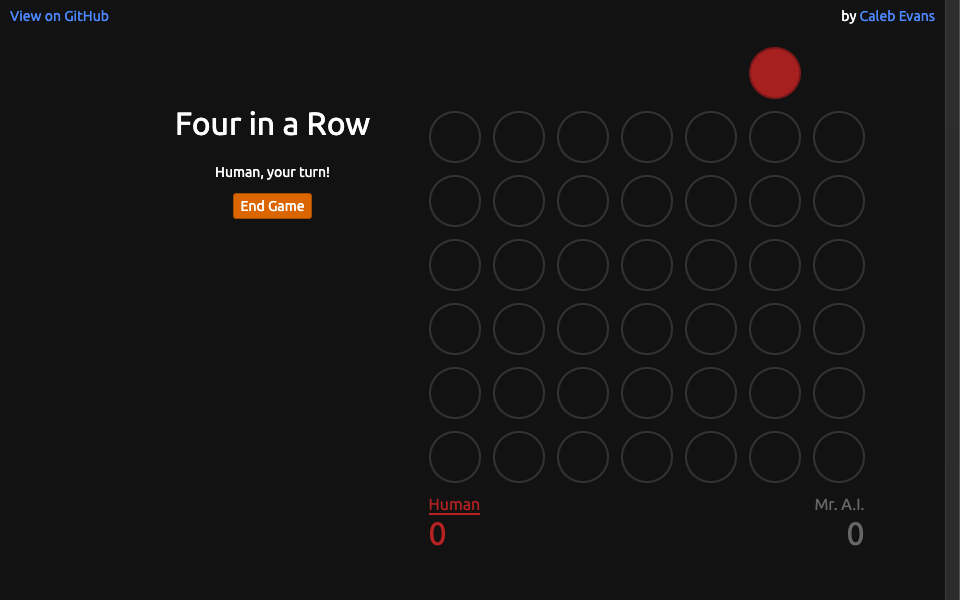 View on GitHub
by Caleb Evans
Four in a Row
Human, your turn!
End Game
Human
0
Mr. A.I.
0